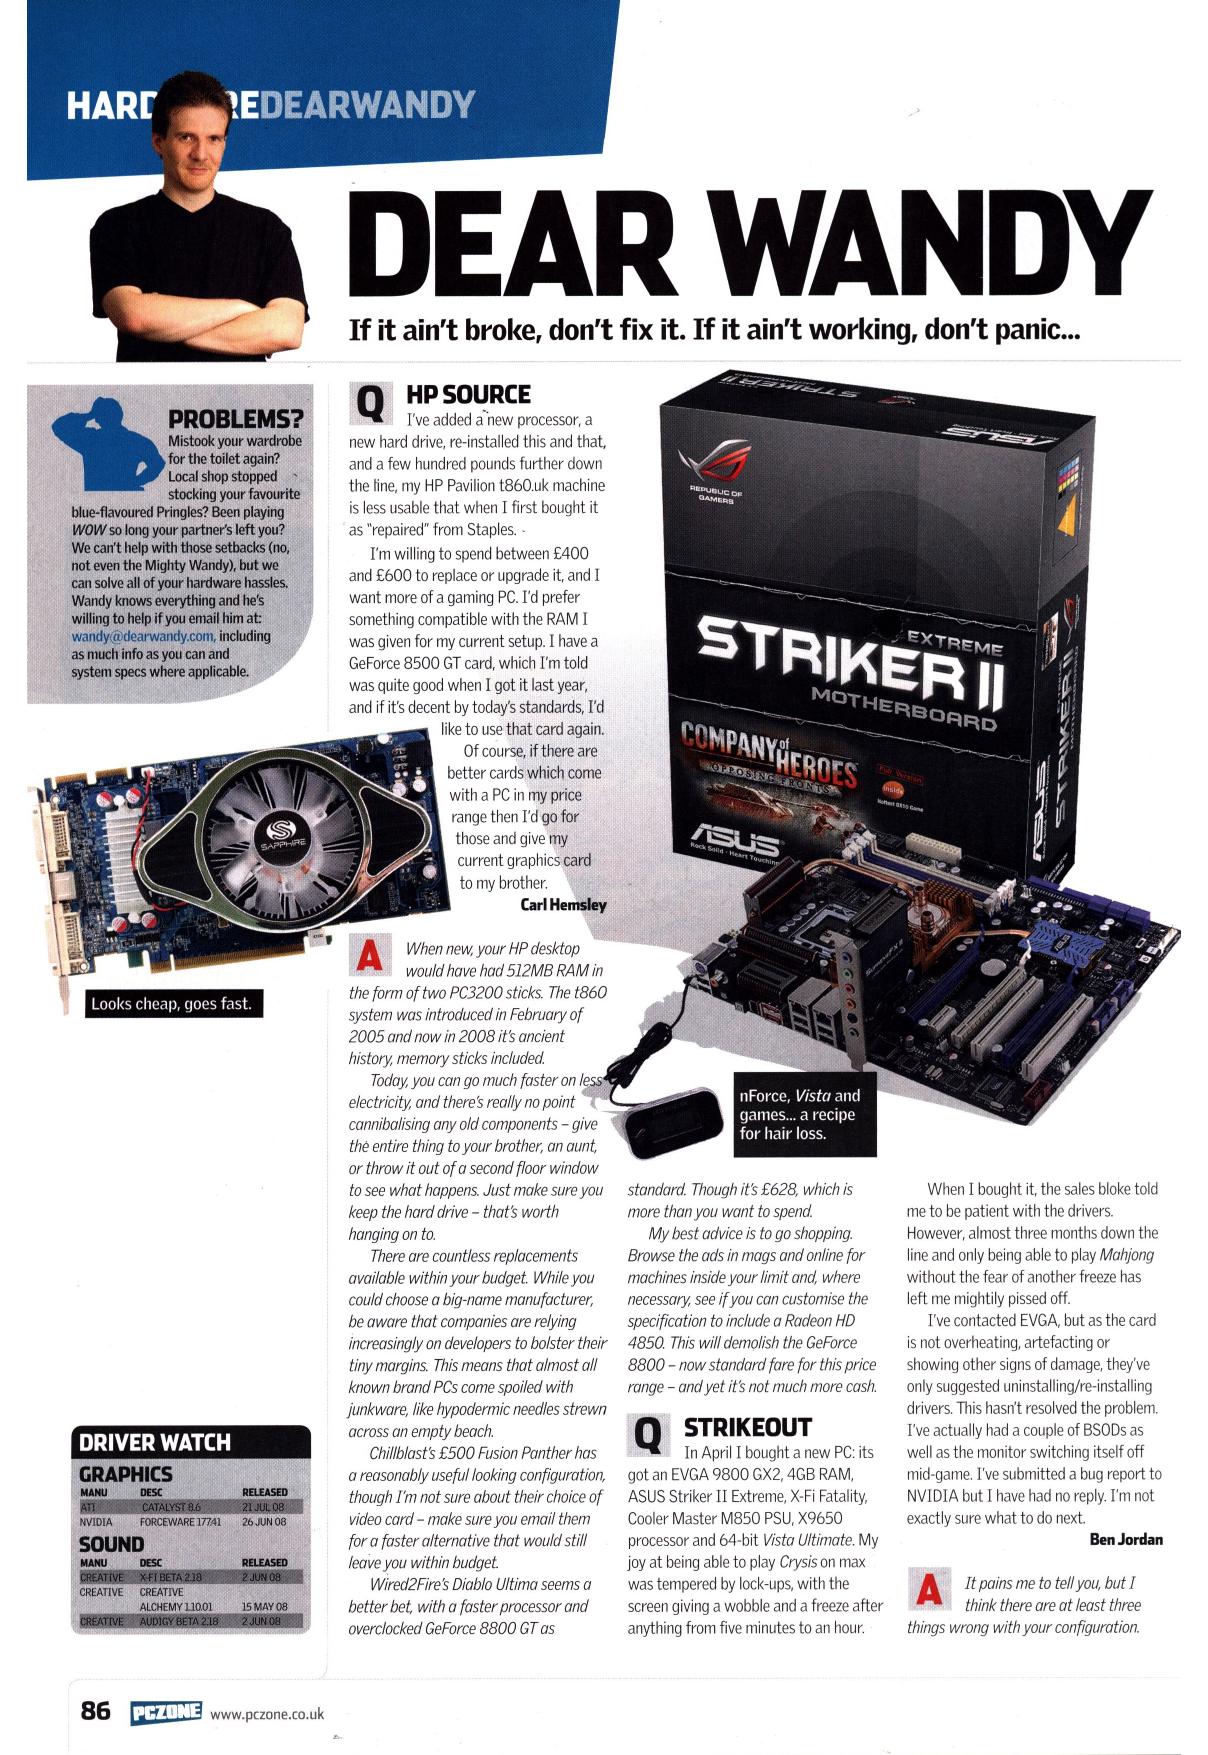 HARD RE DEARWANDY
DEAR WANDY
If it ain't broke, don't fix it. If it ain't working, don't panic...
PROBLEMS?
Mistook your wardrobe
for the toilet again?
Local shop stopped
stocking your favourite
blue-flavoured Pringles? Been playing
WOW so long your partner's left you?
We can't help with those setbacks (no,
not even the Mighty Wandy), but we
can solve all of your hardware hassles.
Wandy knows everything and he's
willing to help if you email him at:
wandy@dearwandy.com, including
as much info as you can and
system specs where applicable.
SAPPHIRE
Looks cheap, goes fast.
DRIVER WATCH
GRAPHICS
MANU DESC RELEASED
ATI CATALYST 8.6 21 JUL 08
NVIDIA FORCEWARE 177.41 26 JUN 08
SOUND
MANU DESC RELEASED
CREATIVE X-FI BETA 2.18 2 JUN 08
CREATIVE CREATIVE
ALCHEMY 1.10.01 15 MAY 08
CREATIVE AUDIGY BETA 2.18 2 JUN 08
Q HP SOURCE
I've added a new processor, a
new hard drive, re-installed this and that,
and a few hundred pounds further down
the line, my HP Pavilion t860.uk machine
is less usable that when I first bought it
as "repaired" from Staples.
I'm willing to spend between £400
and £600 to replace or upgrade it, and I
want more of a gaming PC. I'd prefer
something compatible with the RAM I
was given for my current setup. I have a
GeForce 8500 GT card, which I'm told
was quite good when I got it last year,
and if it's decent by today's standards, I'd
like to use that card again.
Of course, if there are
better cards which come
with a PC in my price
range then I'd go for
those and give my
current graphics card
to my brother.
Carl Hemsley
A When new, your HP desktop
would have had 512MB RAM in
the form of two PC3200 sticks. The t860
system was introduced in February of
2005 and now in 2008 it's ancient
history, memory sticks included.
Today, you can go much faster on less
electricity, and there's really no point
cannibalising any old components – give
the entire thing to your brother, an aunt,
or throw it out of a second floor window
to see what happens. Just make sure you
keep the hard drive – that's worth
hanging on to.
There are countless replacements
available within your budget. While you
could choose a big-name manufacturer,
be aware that companies are relying
increasingly on developers to bolster their
tiny margins. This means that almost all
known brand PCs come spoiled with
junkware, like hypodermic needles strewn
across an empty beach.
Chillblast's £500 Fusion Panther has
a reasonably useful looking configuration,
though I'm not sure about their choice of
video card – make sure you email them
for a faster alternative that would still
leave you within budget.
Wired2Fire's Diablo Ultima seems a
better bet, with a faster processor and
overclocked GeForce 8800 GT as
STRIKER II
ASUS
REPUBLIC OF
GAMERS
EXTREME
STRIKER II
MOTHERBOARD
COMPANY of HEROES
OPPOSING FRONTS
Full Version
Inside
Hottest DX10 Game
ASUS
Rock Solid · Heart Touching
ASUS STRIKER II
nForce, Vista and
games... a recipe
for hair loss.
standard. Though it's £628, which is
more than you want to spend.
My best advice is to go shopping.
Browse the ads in mags and online for
machines inside your limit and, where
necessary, see if you can customise the
specification to include a Radeon HD
4850. This will demolish the GeForce
8800 – now standard fare for this price
range – and yet it's not much more cash.
Q STRIKEOUT
In April I bought a new PC: its
got an EVGA 9800 GX2, 4GB RAM,
ASUS Striker II Extreme, X-Fi Fatality,
Cooler Master M850 PSU, X9650
processor and 64-bit Vista Ultimate. My
joy at being able to play Crysis on max
was tempered by lock-ups, with the
screen giving a wobble and a freeze after
anything from five minutes to an hour.
When I bought it, the sales bloke told
me to be patient with the drivers.
However, almost three months down the
line and only being able to play Mahjong
without the fear of another freeze has
left me mightily pissed off.
I've contacted EVGA, but as the card
is not overheating, artefacting or
showing other signs of damage, they've
only suggested uninstalling/re-installing
drivers. This hasn't resolved the problem.
I've actually had a couple of BSODs as
well as the monitor switching itself off
mid-game. I've submitted a bug report to
NVIDIA but I have had no reply. I'm not
exactly sure what to do next.
Ben Jordan
A It pains me to tell you, but I
think there are at least three
things wrong with your configuration.
86 PCZONE www.pczone.co.uk